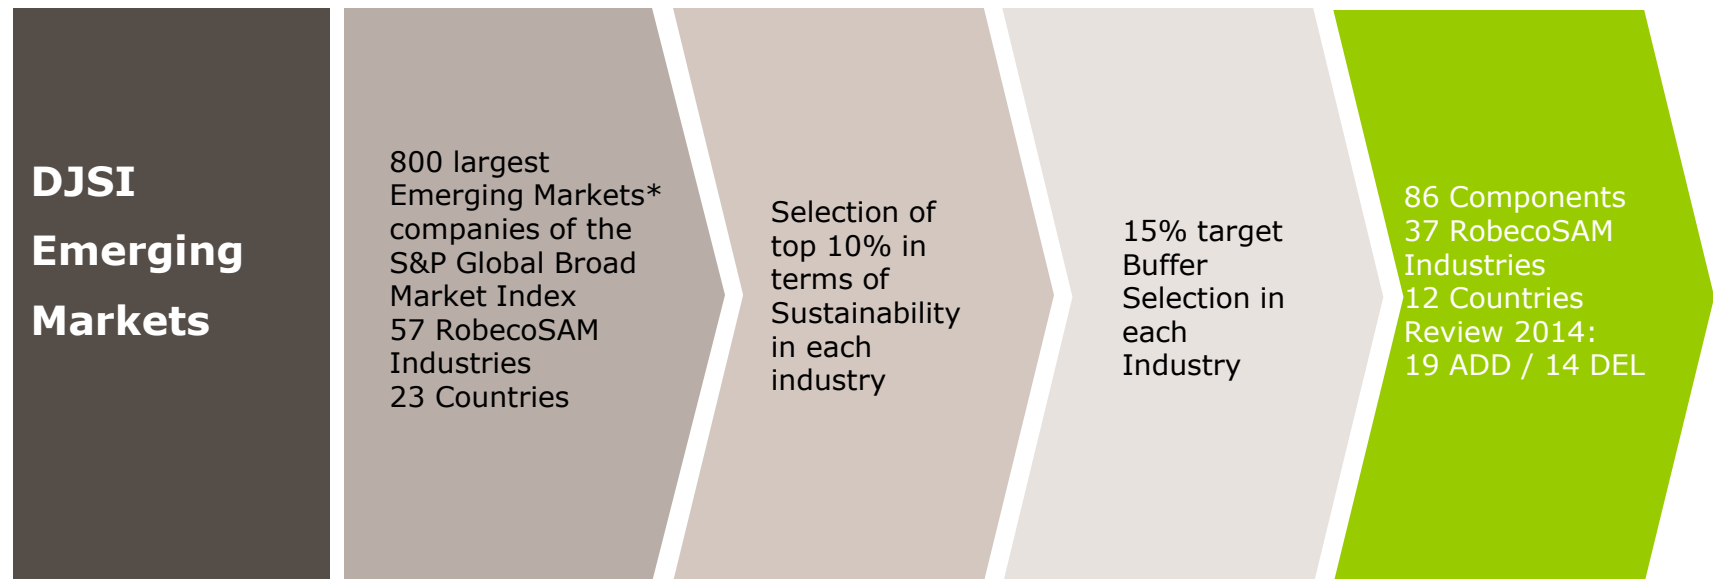 DJSI
Emerging
Markets
800 largest
Emerging Markets*
companies of the
S&P Global Broad
Market Index
57 RobecoSAM
Industries
23 Countries
Selection of
top 10% in
terms of
Sustainability
in each
industry
15% target
Buffer
Selection in
each
Industry
86 Components
37 RobecoSAM
Industries
12 Countries
Review 2014:
19 ADD / 14 DEL